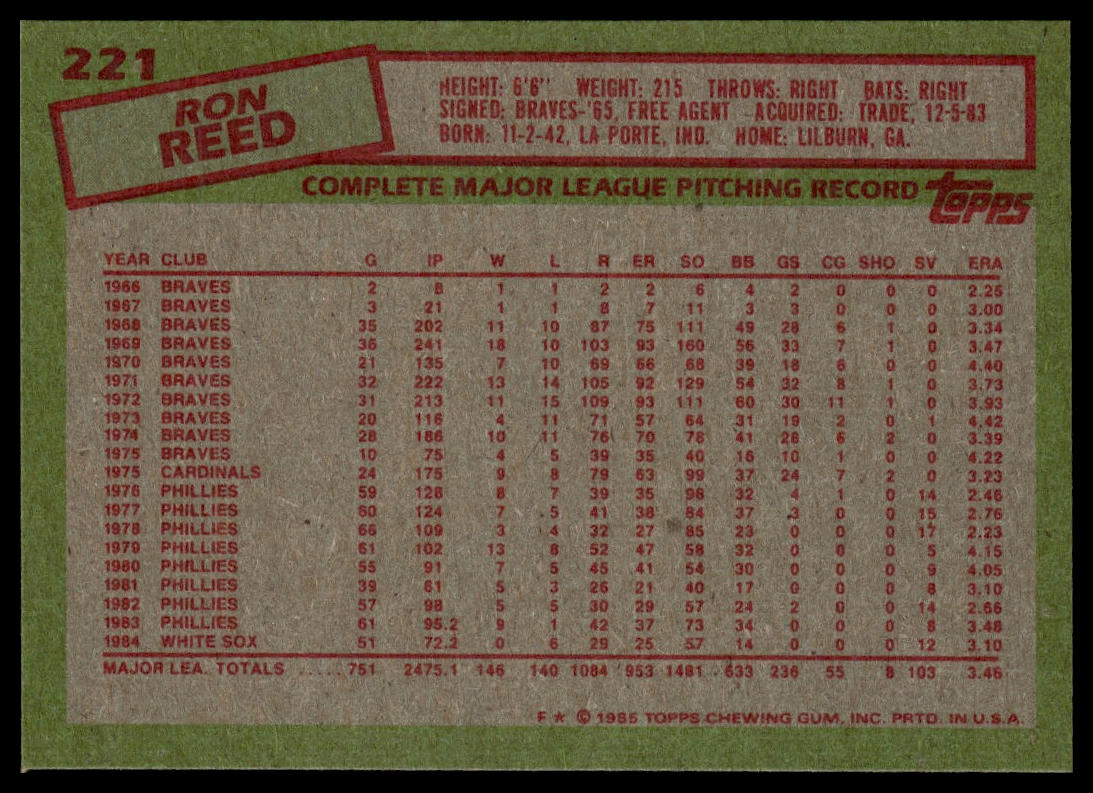 221
RON
REED
HEIGHT: 6'6" WEIGHT: 215 THROWS: RIGHT BATS: RIGHT
SIGNED: BRAVES-'65, FREE AGENT ACQUIRED: TRADE, 12-5-83
BORN: 11-2-42, LA PORTE, IND. HOME: LILBURN, GA.
COMPLETE MAJOR LEAGUE PITCHING RECORD topps
YEAR CLUB G IP W L R ER SO BB GS CG SHO SV ERA
1966 BRAVES 2 8 1 1 2 2 6 4 2 0 0 0 2.25
1967 BRAVES 3 21 1 1 8 7 11 3 3 0 0 0 3.00
1968 BRAVES 35 202 11 10 87 75 111 49 28 6 1 0 3.34
1969 BRAVES 36 241 18 10 103 93 160 56 33 7 1 0 3.47
1970 BRAVES 21 135 7 10 69 66 68 39 18 6 0 0 4.40
1971 BRAVES 32 222 13 14 105 92 129 54 32 8 1 0 3.73
1972 BRAVES 31 213 11 15 109 93 111 60 30 11 1 0 3.93
1973 BRAVES 20 116 4 11 71 57 64 31 19 2 0 1 4.42
1974 BRAVES 28 186 10 11 76 70 78 41 28 6 2 0 3.39
1975 BRAVES 10 75 4 5 39 35 40 16 10 1 0 0 4.22
1975 CARDINALS 24 175 9 8 79 63 99 37 24 7 2 0 3.23
1976 PHILLIES 59 128 8 7 39 35 96 32 4 1 0 14 2.46
1977 PHILLIES 60 124 7 5 41 38 84 37 3 0 0 15 2.76
1978 PHILLIES 66 109 3 4 32 27 85 23 0 0 0 17 2.23
1979 PHILLIES 61 102 13 8 52 47 58 32 0 0 0 5 4.15
1980 PHILLIES 55 91 7 5 45 41 54 30 0 0 0 9 4.05
1981 PHILLIES 39 61 5 3 26 21 40 17 0 0 0 8 3.10
1982 PHILLIES 57 98 5 5 30 29 57 24 2 0 0 14 2.66
1983 PHILLIES 61 95.2 9 1 42 37 73 34 0 0 0 8 3.48
1984 WHITE SOX 51 72.2 0 6 29 25 57 14 0 0 0 12 3.10
MAJOR LEA. TOTALS ..... 751 2475.1 146 140 1084 953 1481 633 236 55 8 103 3.46
F ★ © 1985 TOPPS CHEWING GUM, INC. PRTD. IN U.S.A.